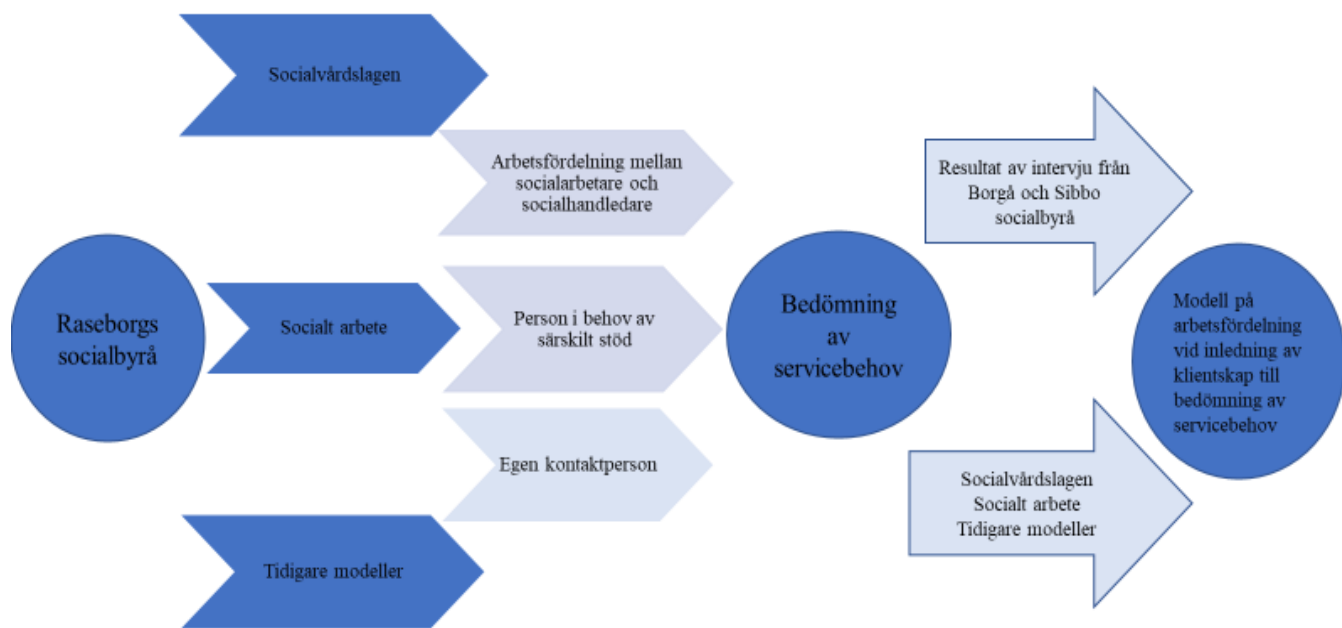 Socialvårdslagen
Arbetsfördelning mellan
socialarbetare och
socialhandledare
Raseborgs
socialbyrå
Socialt arbete
Person i behov av
särskilt stöd
Egen kontaktperson
Tidigare modeller
Bedömning
av
servicebehov
Resultat av intervju från
Borgå och Sibbo
socialbyrå
Socialvårdslagen
Socialt arbete
Tidigare modeller
Modell på
arbetsfördelning
vid inledning av
klientskap till
bedömning av
servicebehov